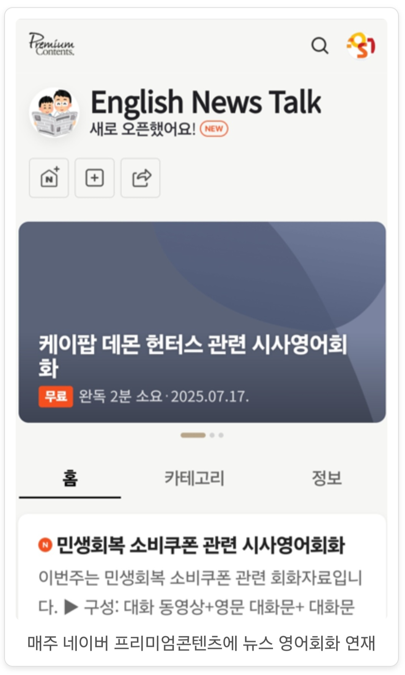 Premium
Contents.
English News Talk
새로 오픈했어요! NEW
케이팝 데몬 헌터스 관련 시사영어회
화
무료 완독 2분 소요·2025.07.17.
홈 카테고리 정보
N 민생회복 소비쿠폰 관련 시사영어회화
이번주는 민생회복 소비쿠폰 관련 회화자료입니
다. ▶ 구성: 대화 동영상+영문 대화문+ 대화문
매주 네이버 프리미엄콘텐츠에 뉴스 영어회화 연재